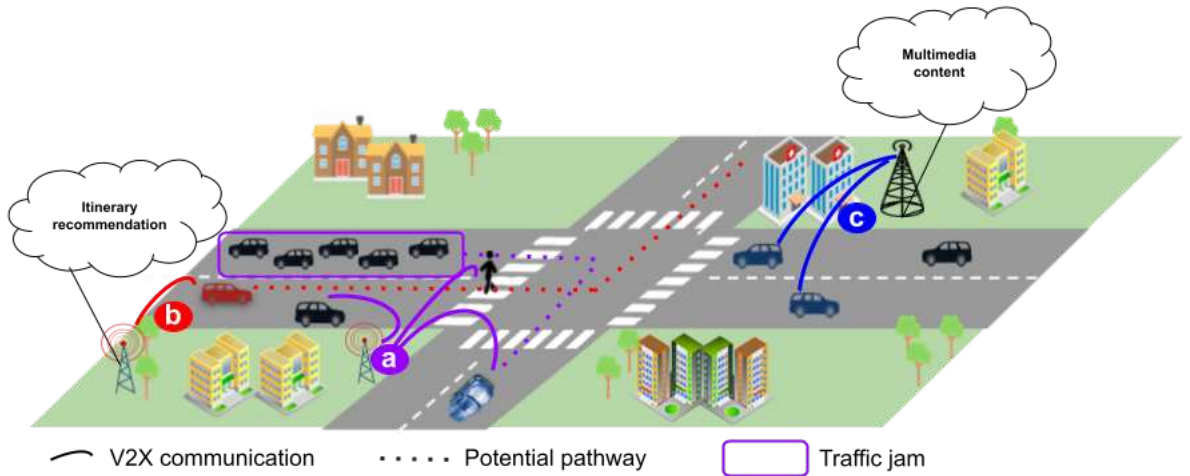 Multimedia
content
Itinerary
recommendation
c
b
a
V2X communication
Potential pathway
Traffic jam